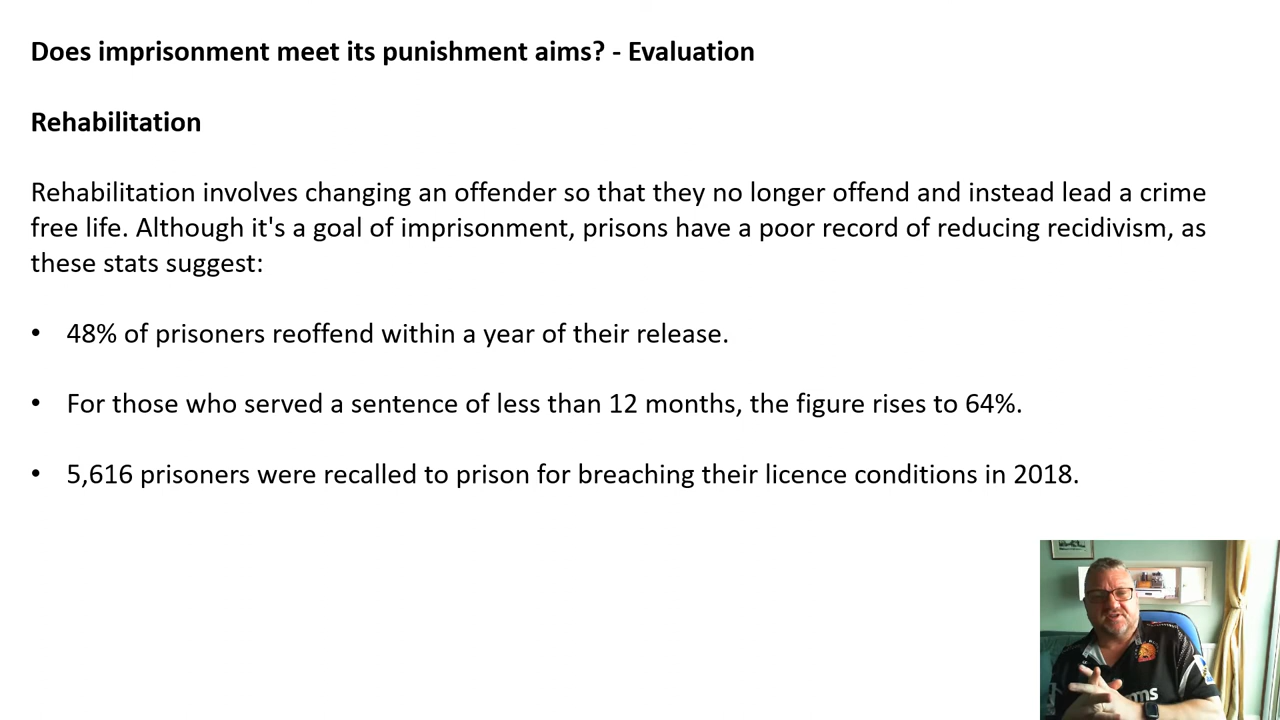 Does imprisonment meet its punishment aims? - Evaluation
Rehabilitation
Rehabilitation involves changing an offender so that they no longer offend and instead lead a crime
free life. Although it's a goal of imprisonment, prisons have a poor record of reducing recidivism, as
these stats suggest:
• 48% of prisoners reoffend within a year of their release.
• For those who served a sentence of less than 12 months, the figure rises to 64%.
• 5,616 prisoners were recalled to prison for breaching their licence conditions in 2018.